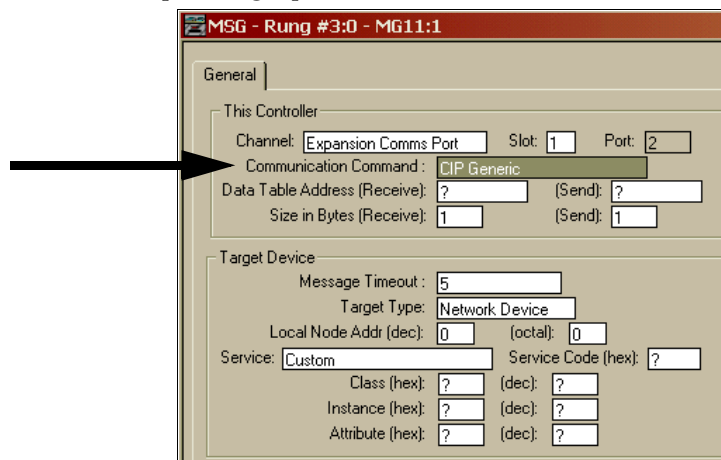 MSG - Rung #3:0 - MG11:1
General
This Controller
Channel: Expansion Comms Port Slot: 1 Port: 2
Communication Command : CIP Generic
Data Table Address (Receive): ? (Send): ?
Size in Bytes (Receive): 1 (Send): 1
Target Device
Message Timeout : 5
Target Type: Network Device
Local Node Addr (dec): 0 (octal): 0
Service: Custom Service Code (hex): ?
Class (hex): ? (dec): ?
Instance (hex): ? (dec): ?
Attribute (hex): ? (dec): ?